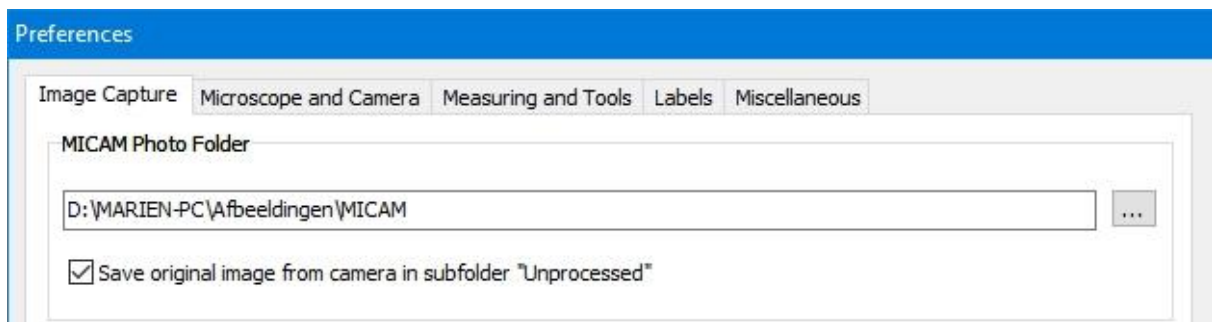 Preferences
Image Capture Microscope and Camera Measuring and Tools Labels Miscellaneous
MICAM Photo Folder
D:\MARIEN-PC\Afbeeldingen\MICAM ...
Save original image from camera in subfolder "Unprocessed"